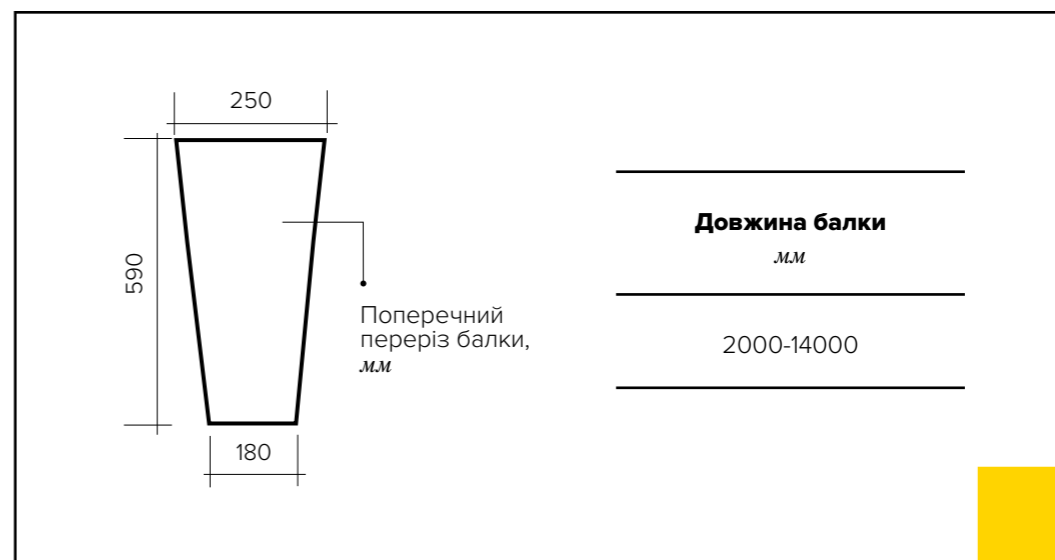 250
590
Поперечний
переріз балки,
мм
180
Довжина балки
мм
2000-14000